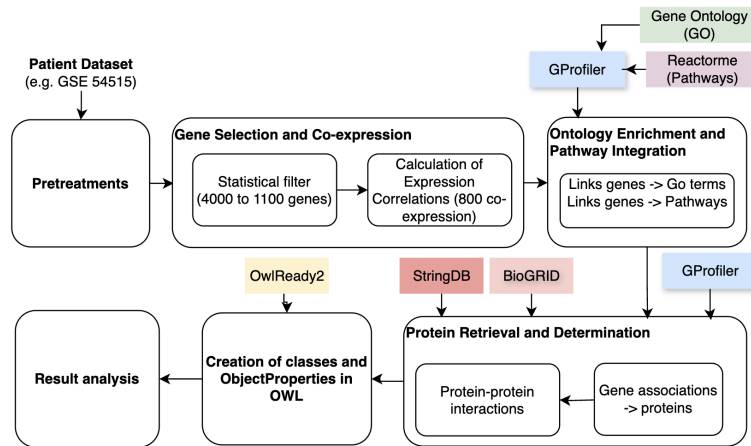 Gene Ontology
(GO)
Patient Dataset
(e.g. GSE 54515)
GProfiler
Reactorme
(Pathways)
Gene Selection and Co-expression
Ontology Enrichment and
Pathway Integration
Pretreatments
Statistical filter
(4000 to 1100 genes)
Calculation of
Expression
Correlations (800 co-
expression)
Links genes -> Go terms
Links genes -> Pathways
OwlReady2
StringDB
BioGRID
GProfiler
Protein Retrieval and Determination
Result analysis
Creation of classes and
ObjectProperties in
OWL
Protein-protein
interactions
Gene associations
-> proteins